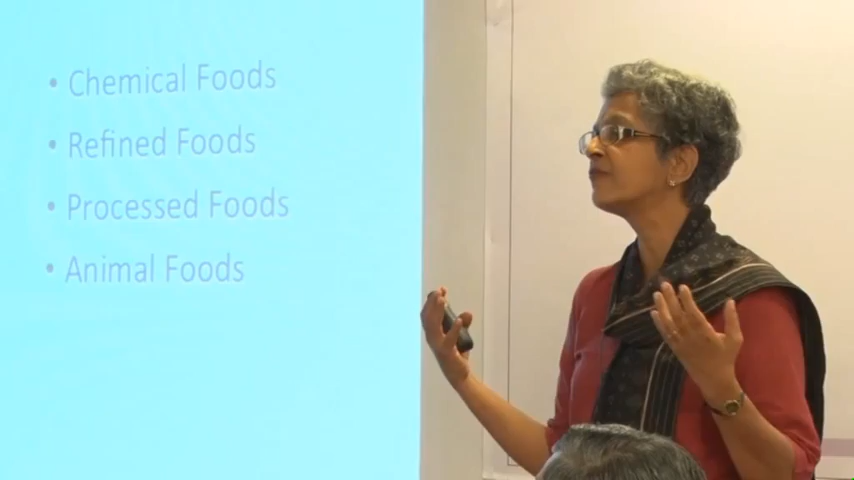 • Chemical Foods
• Refined Foods
• Processed Foods
• Animal Foods